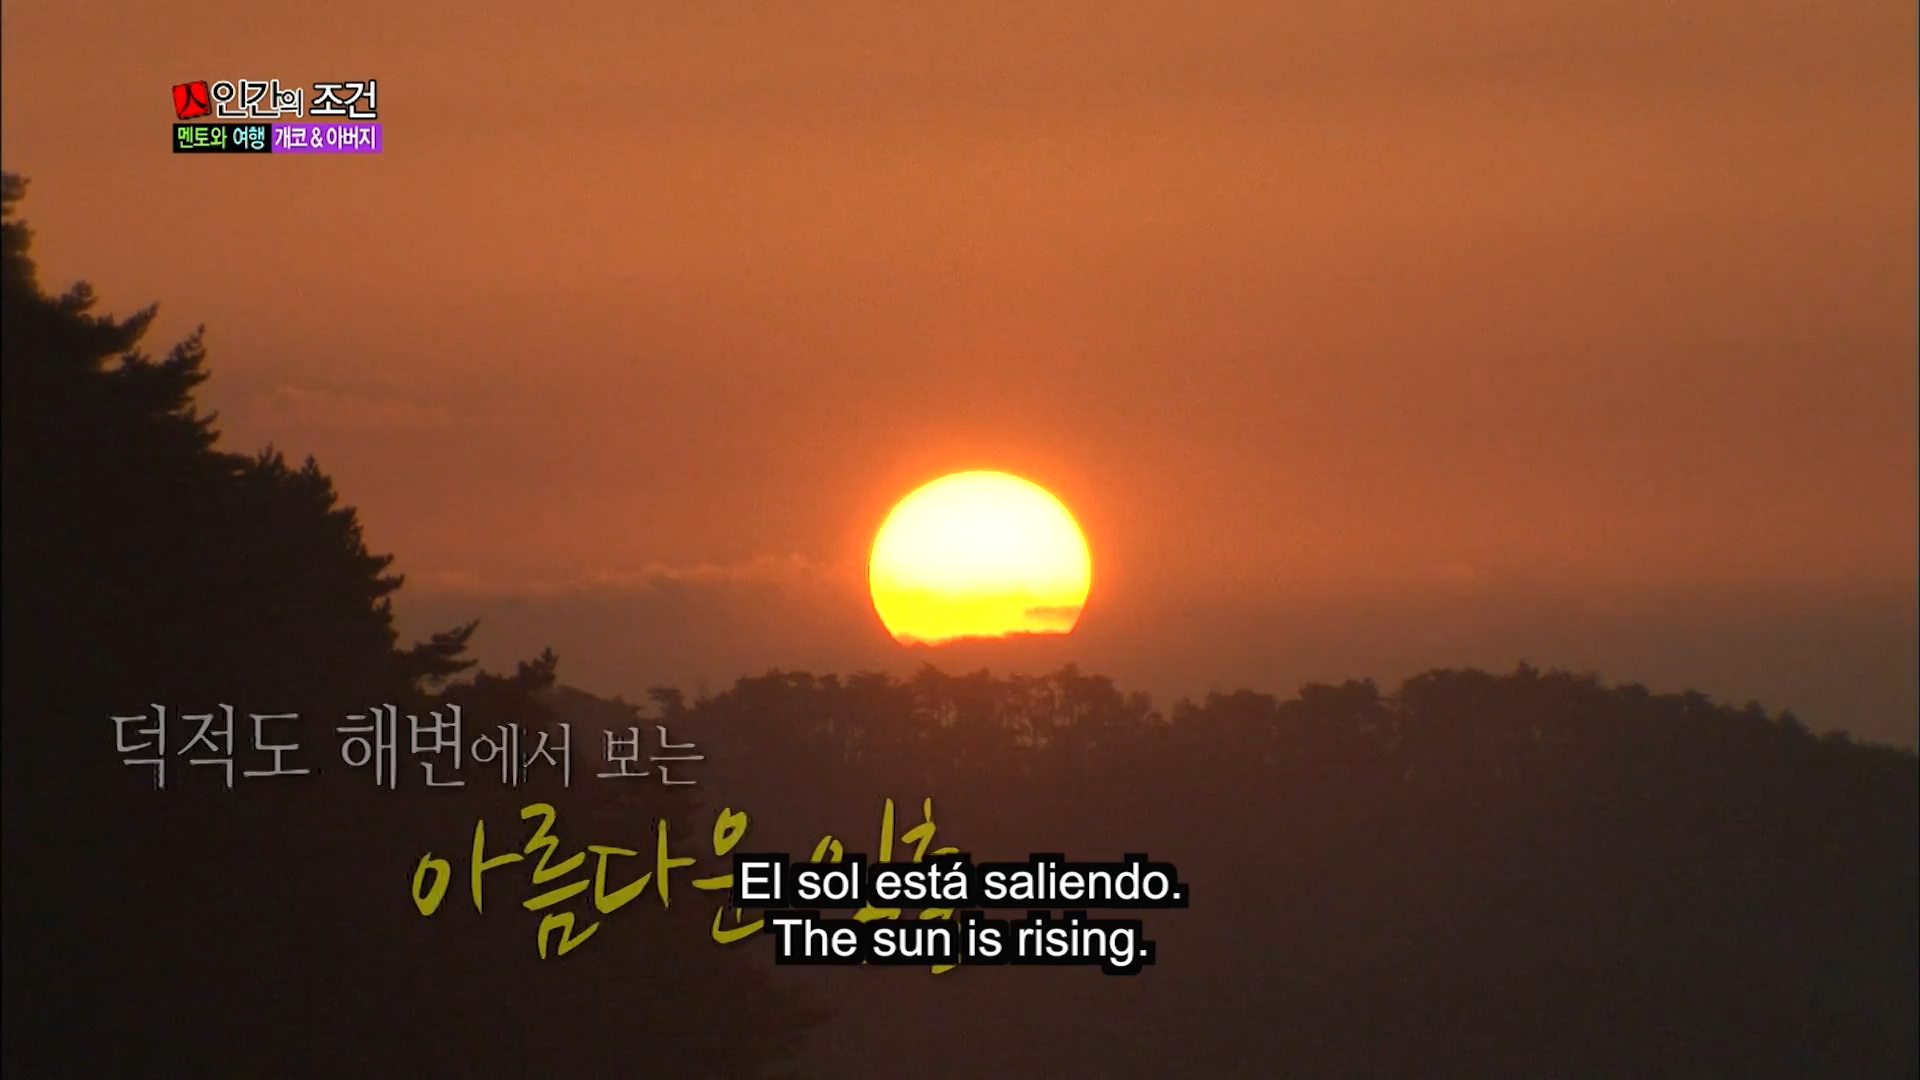 人 인간의 조건
멘토와 여행 개코 & 아버지
덕적도 해변에서 보는
아름다운
El sol está saliendo.
The sun is rising.